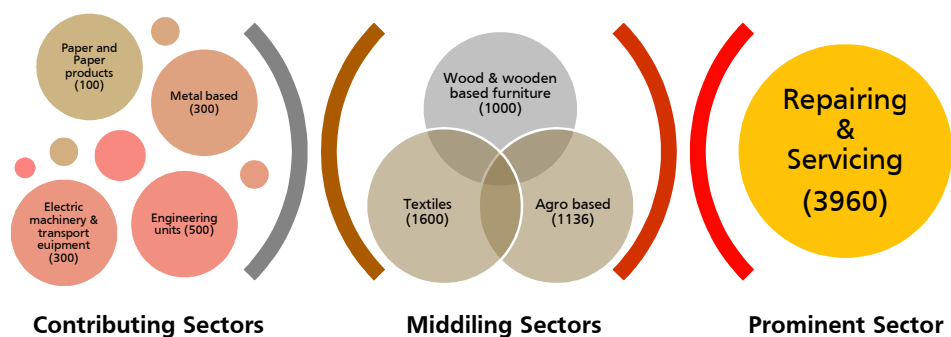 Paper and
Paper
products
(100)
Metal based
(300)
Electric
machinery &
transport
euipment
(300)
Engineering
units (500)
Contributing Sectors
Wood & wooden
based furniture
(1000)
Textiles
(1600)
Agro based
(1136)
Middiling Sectors
Repairing
&
Servicing
(3960)
Prominent Sector